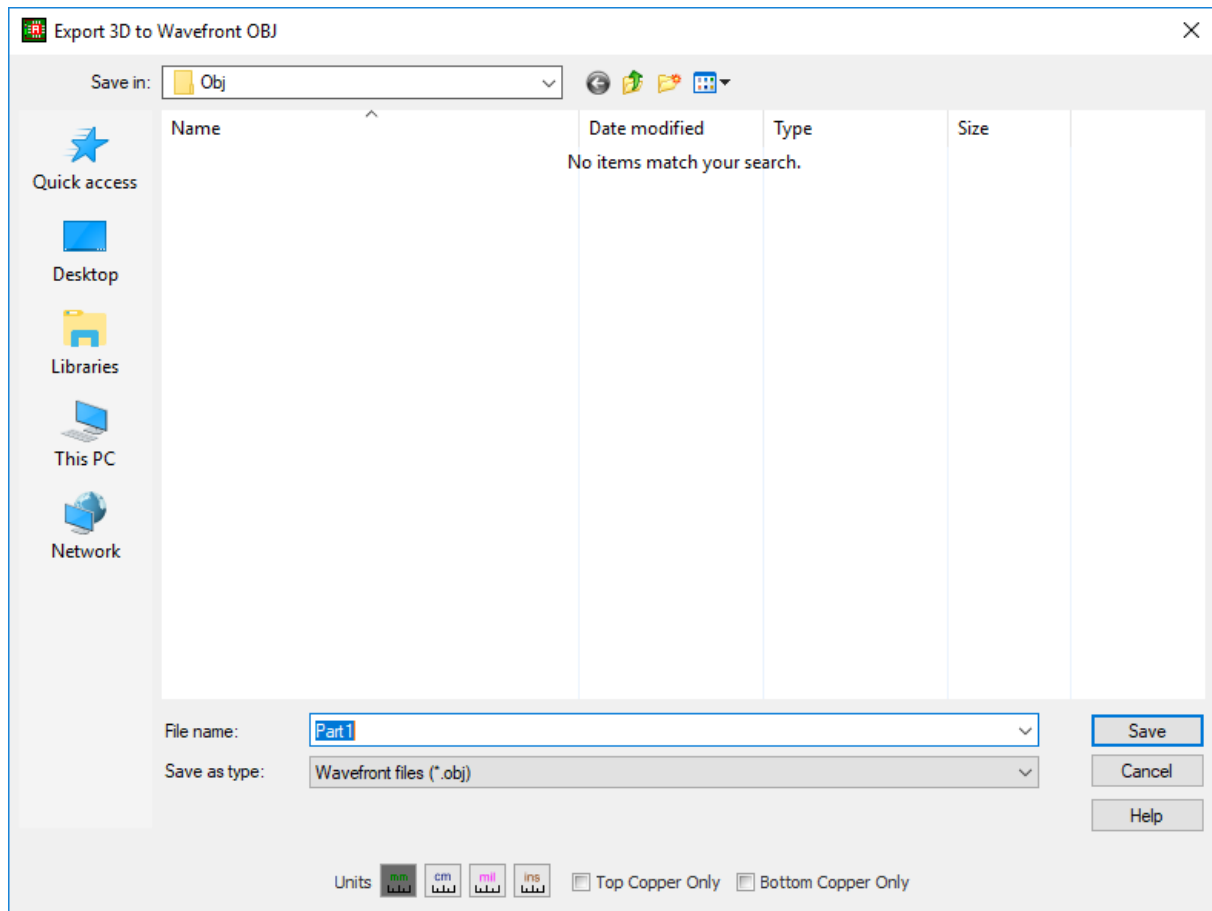 Export 3D to Wavefront OBJ
Save in: Obj
Name Date modified Type Size
No items match your search.
Quick access
Desktop
Libraries
This PC
Network
File name: Part1 Save
Save as type: Wavefront files (*.obj) Cancel
Help
Units mm cm mil ins Top Copper Only Bottom Copper Only